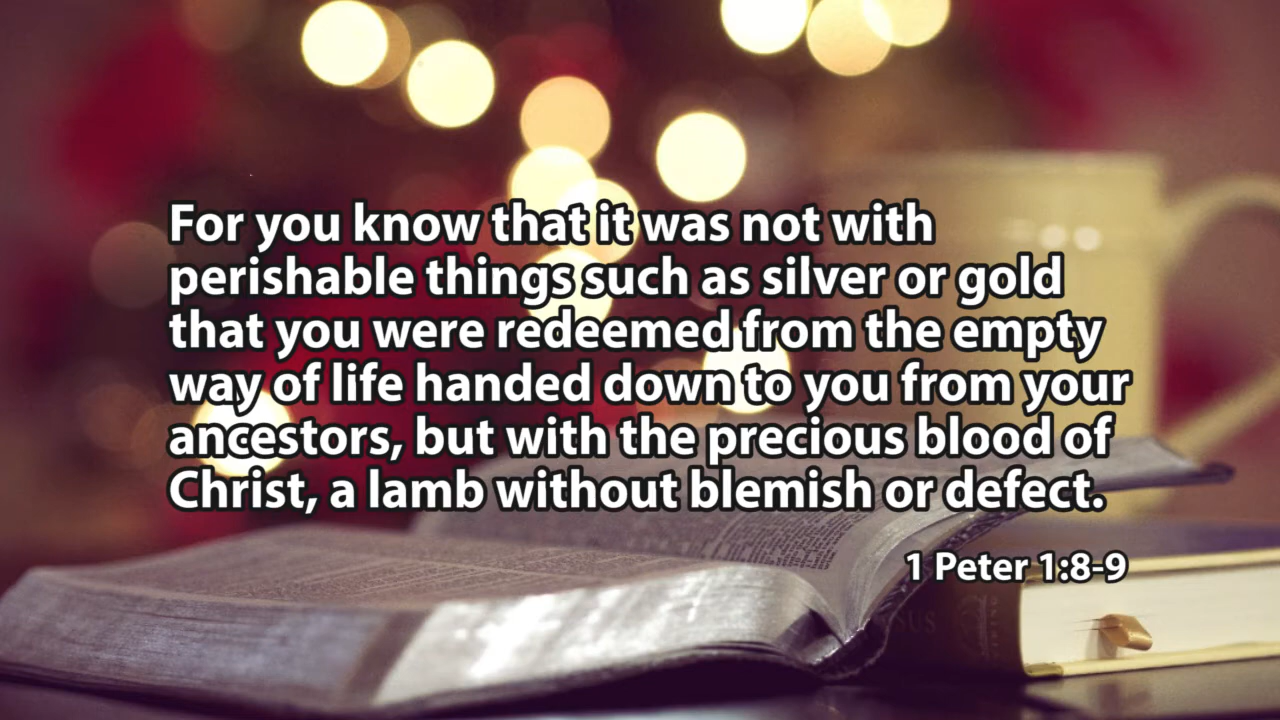 For you know that it was not with
perishable things such as silver or gold
that you were redeemed from the empty
way of life handed down to you from your
ancestors, but with the precious blood of
Christ, a lamb without blemish or defect.
1 Peter 1:8-9